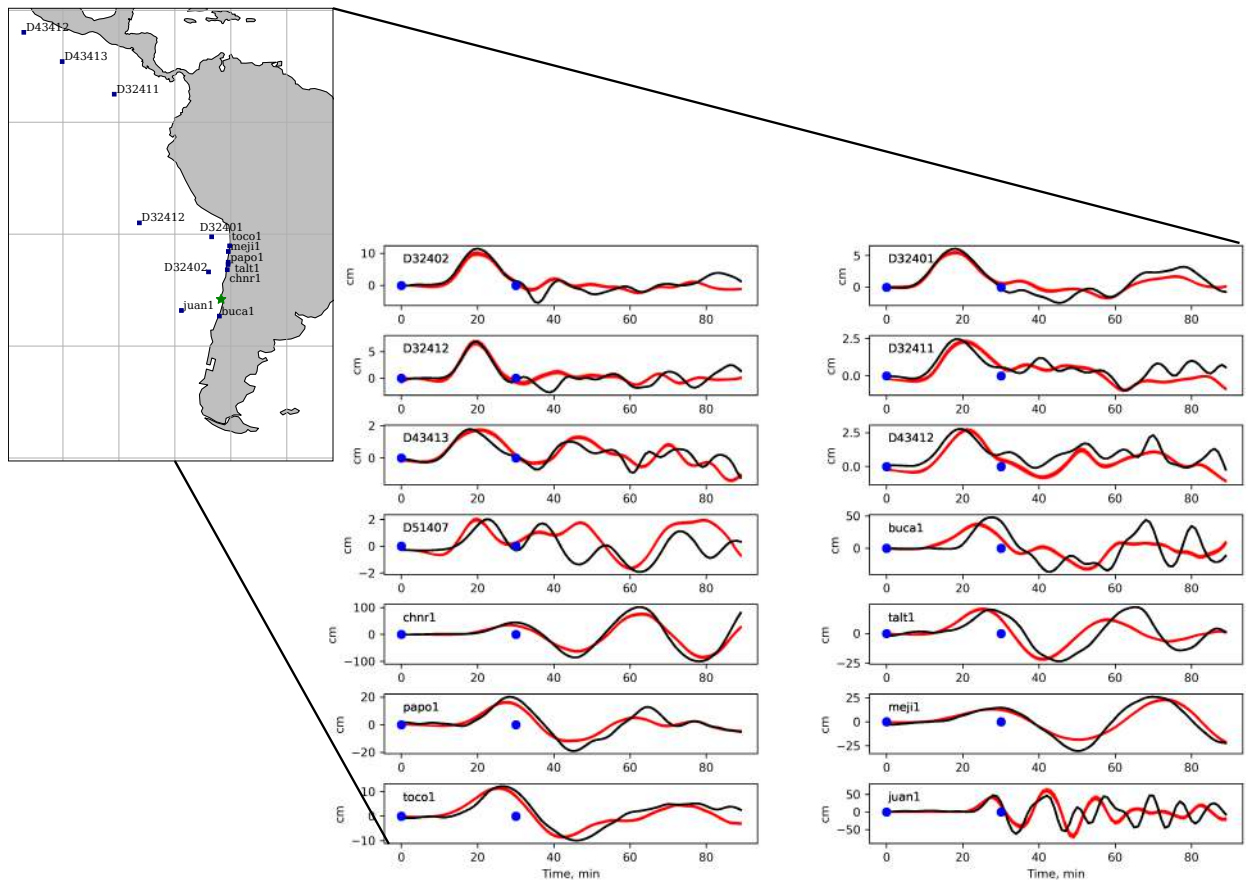 D43412
D43413
D32411
D32412
D32401
toco1
meji1
papo1
D32402
talt1
chnr1
juan1
buca1
D32402
cm
10
0
0 20 40 60 80
D32401
cm
5
0
0 20 40 60 80
D32412
cm
5
0
0 20 40 60 80
D32411
cm
2.5
0.0
0 20 40 60 80
D43413
cm
2
0
0 20 40 60 80
D43412
cm
2.5
0.0
0 20 40 60 80
D51407
cm
2
0
−2
0 20 40 60 80
buca1
cm
50
0
0 20 40 60 80
chnr1
cm
100
0
−100
0 20 40 60 80
talt1
cm
0
−25
0 20 40 60 80
papo1
cm
20
0
−20
0 20 40 60 80
meji1
cm
25
0
−25
0 20 40 60 80
toco1
cm
10
0
−10
0 20 40 60 80
Time, min
juan1
cm
50
0
−50
0 20 40 60 80
Time, min